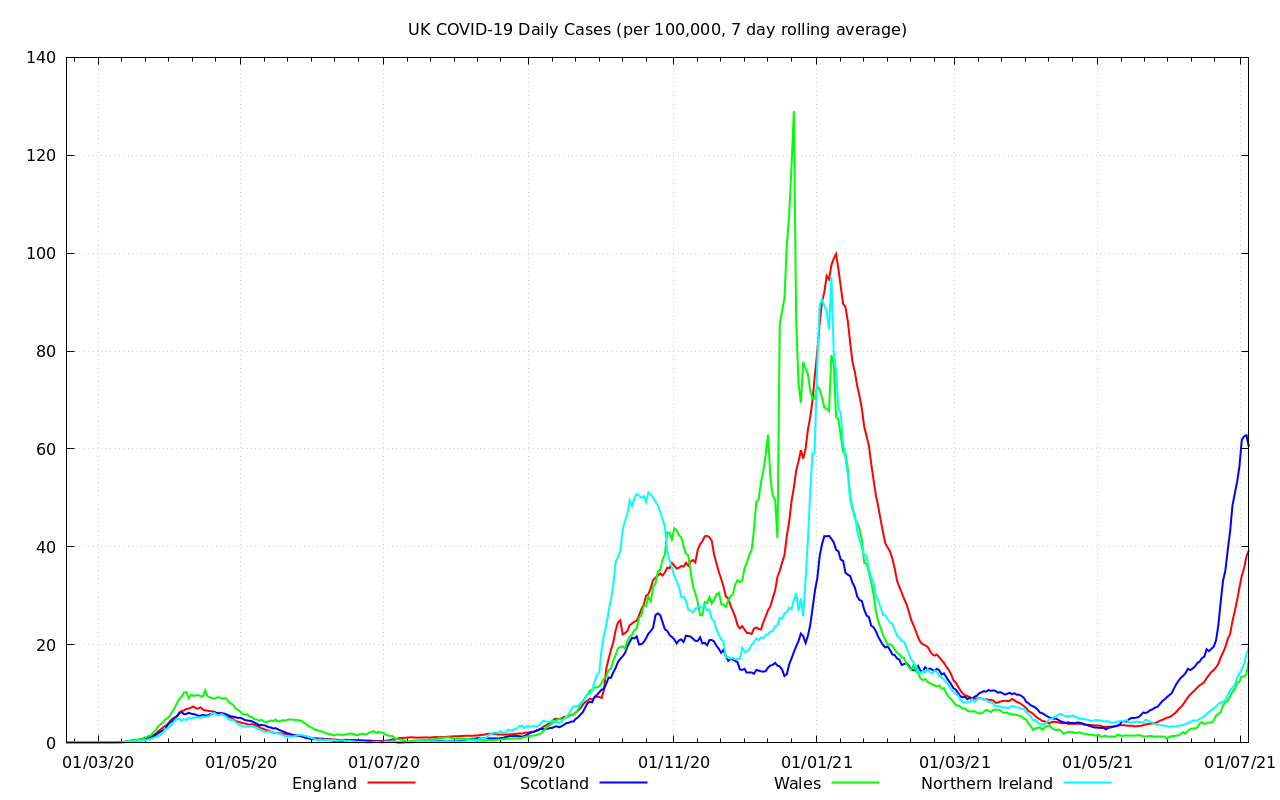 UK COVID-19 Daily Cases (per 100,000, 7 day rolling average)
140
120
100
80
60
40
20
0
01/03/20 01/05/20 01/07/20 01/09/20 01/11/20 01/01/21 01/03/21 01/05/21 01/07/21
England Scotland Wales Northern Ireland